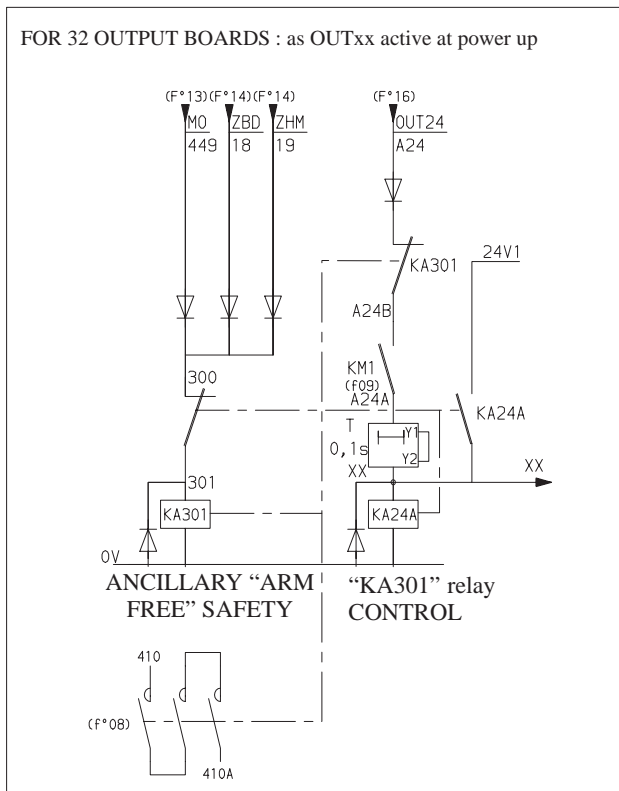 FOR 32 OUTPUT BOARDS : as OUTxx active at power up
(F°13) (F°14) (F°14) (F°16)
MO ZBD ZHM OUT24
449 18 19 A24
KA301 24V1
A24B
300 KM1
(f09)
A24A KA24A
T Y1
0,1s Y2
XX XX
301
KA301 KA24A
0V
ANCILLARY “ARM FREE” SAFETY
“KA301” relay CONTROL
410
(f°08)
410A